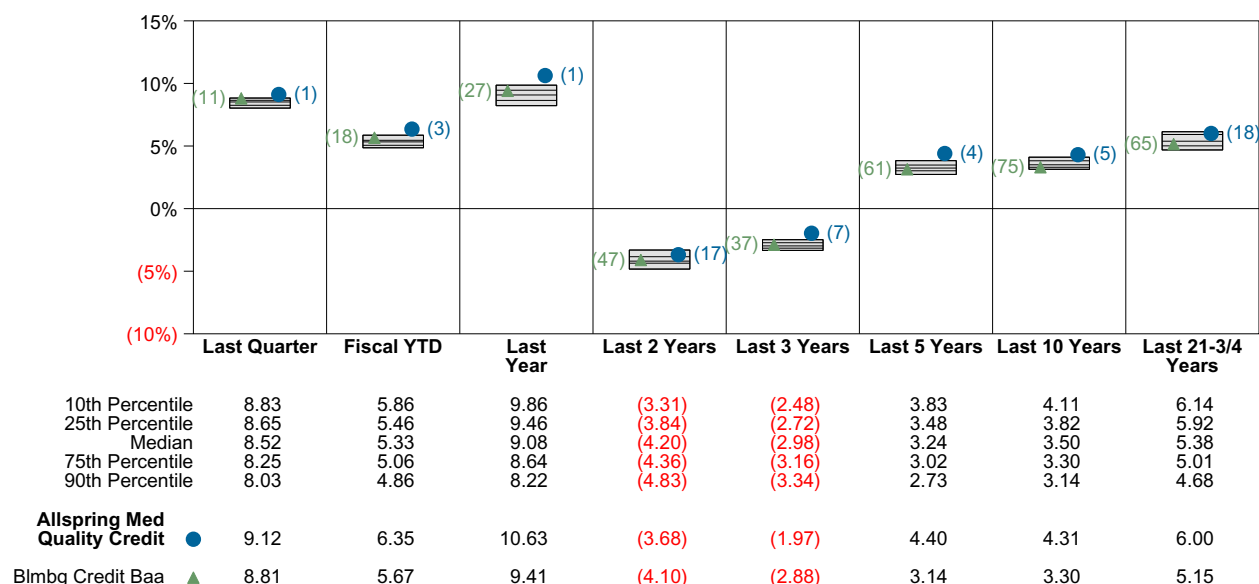 15%
10%
5%
0%
(5%)
(10%)
(11) (1)
(18) (3)
(27) (1)
(47) (17)
(37) (7)
(61) (4)
(75) (5)
(65) (18)
Last Quarter Fiscal YTD Last Year Last 2 Years Last 3 Years Last 5 Years Last 10 Years Last 21-3/4 Years
10th Percentile 8.83 5.86 9.86 (3.31) (2.48) 3.83 4.11 6.14
25th Percentile 8.65 5.46 9.46 (3.84) (2.72) 3.48 3.82 5.92
Median 8.52 5.33 9.08 (4.20) (2.98) 3.24 3.50 5.38
75th Percentile 8.25 5.06 8.64 (4.36) (3.16) 3.02 3.30 5.01
90th Percentile 8.03 4.86 8.22 (4.83) (3.34) 2.73 3.14 4.68
Allspring Med
Quality Credit 9.12 6.35 10.63 (3.68) (1.97) 4.40 4.31 6.00
Blmbg Credit Baa 8.81 5.67 9.41 (4.10) (2.88) 3.14 3.30 5.15